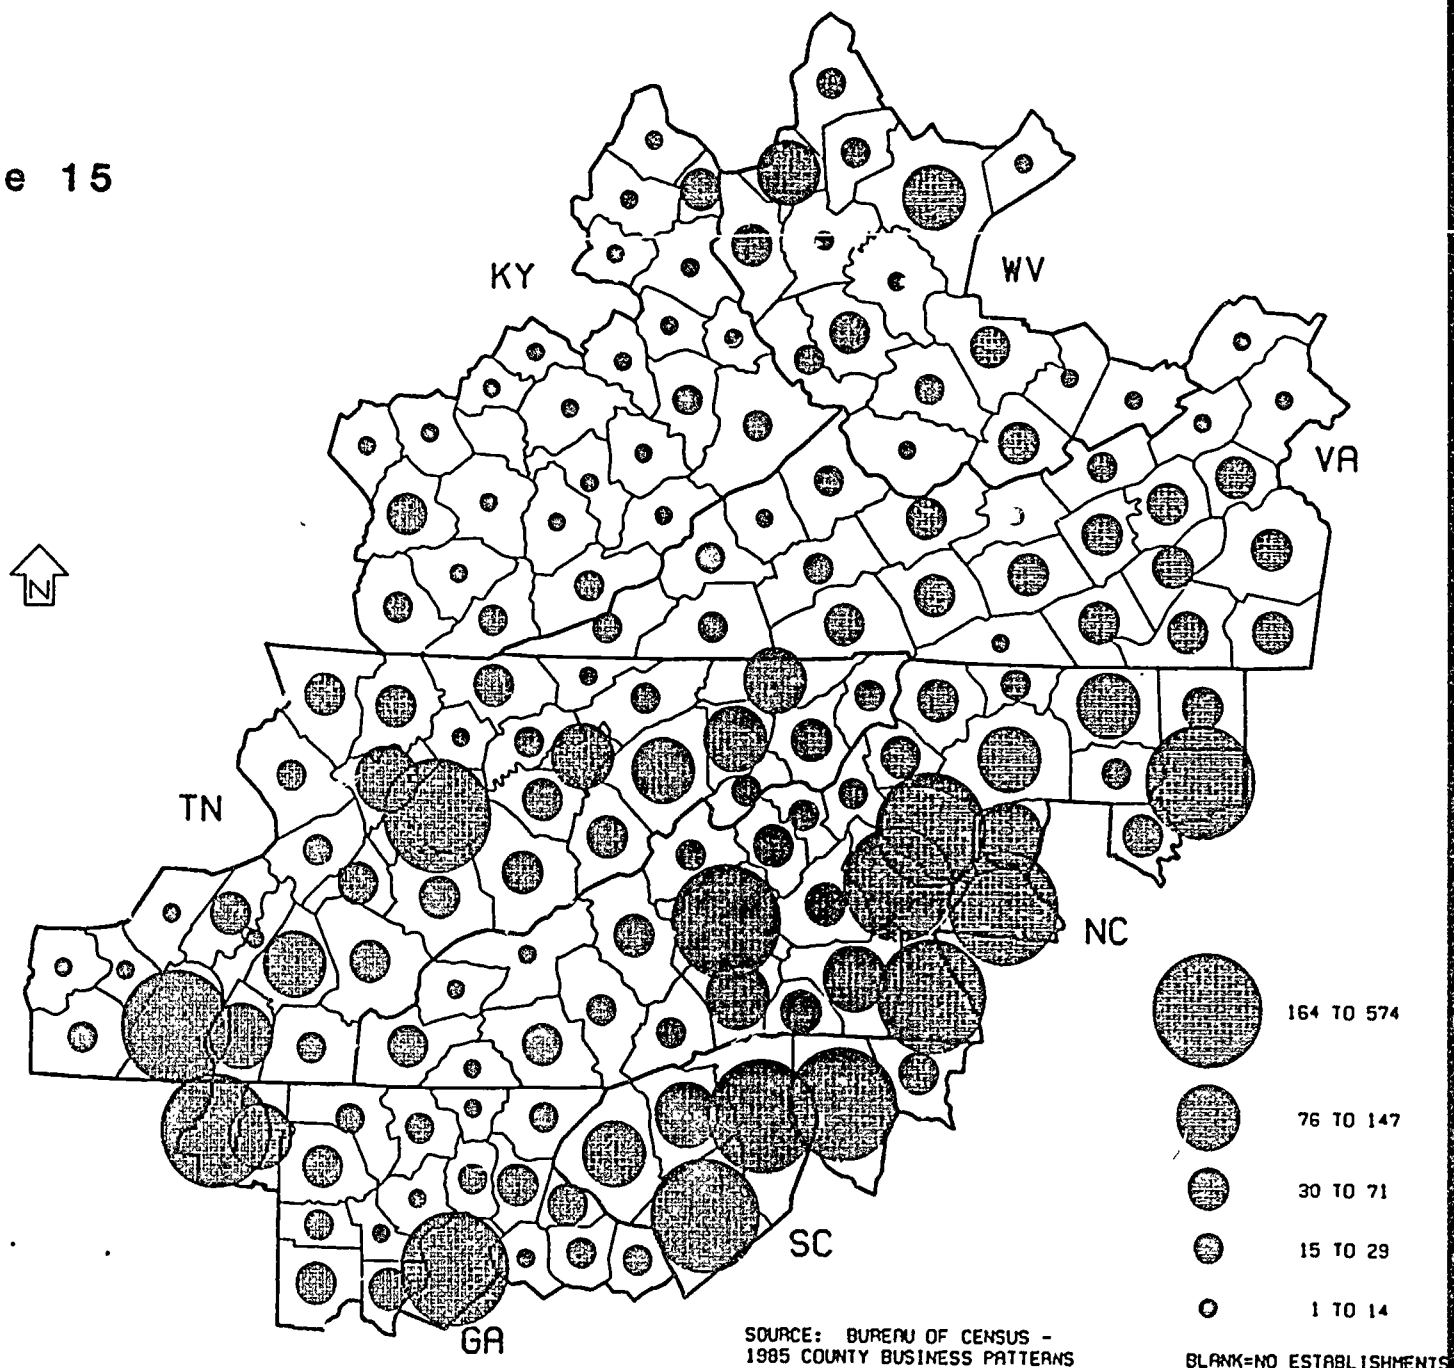 e 15
KY
WV
VA
N
TN
NC
164 TO 574
76 TO 147
30 TO 71
SC
15 TO 29
1 TO 14
GA
SOURCE: BUREAU OF CENSUS -
1985 COUNTY BUSINESS PATTERNS
BLANK=NO ESTABLISHMENTS